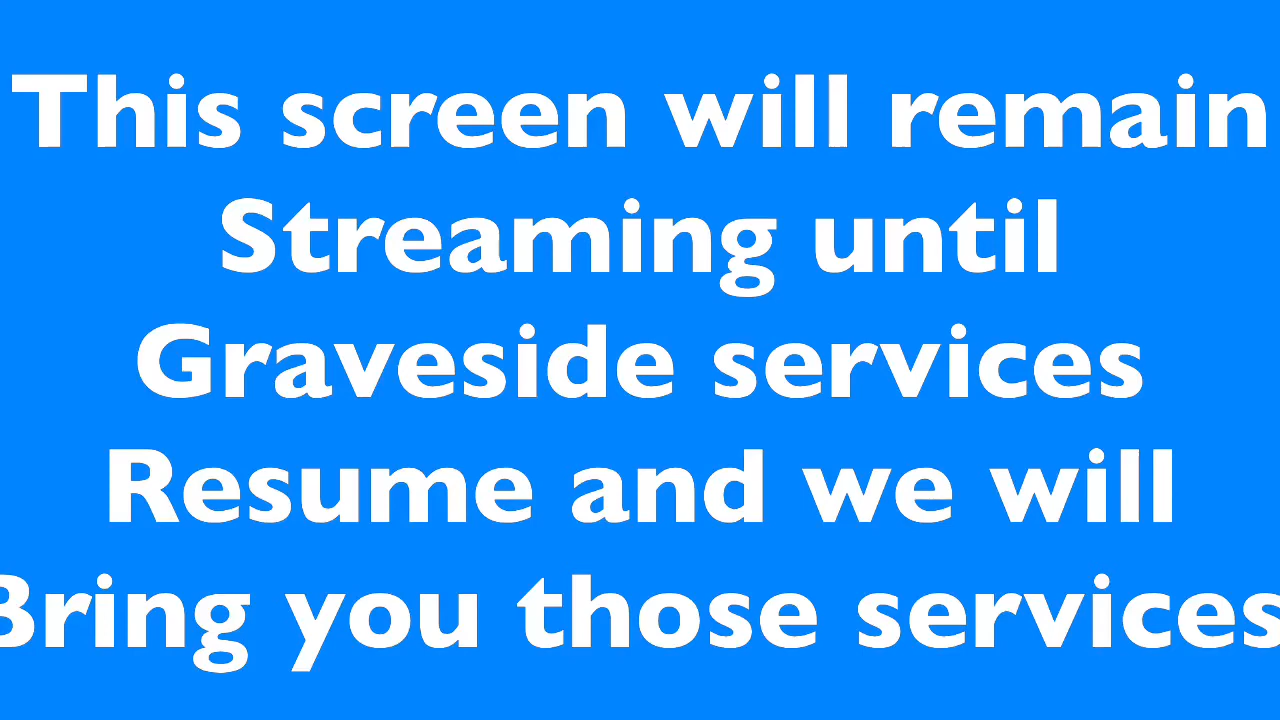 This screen will remain
Streaming until
Graveside services
Resume and we will
Bring you those services